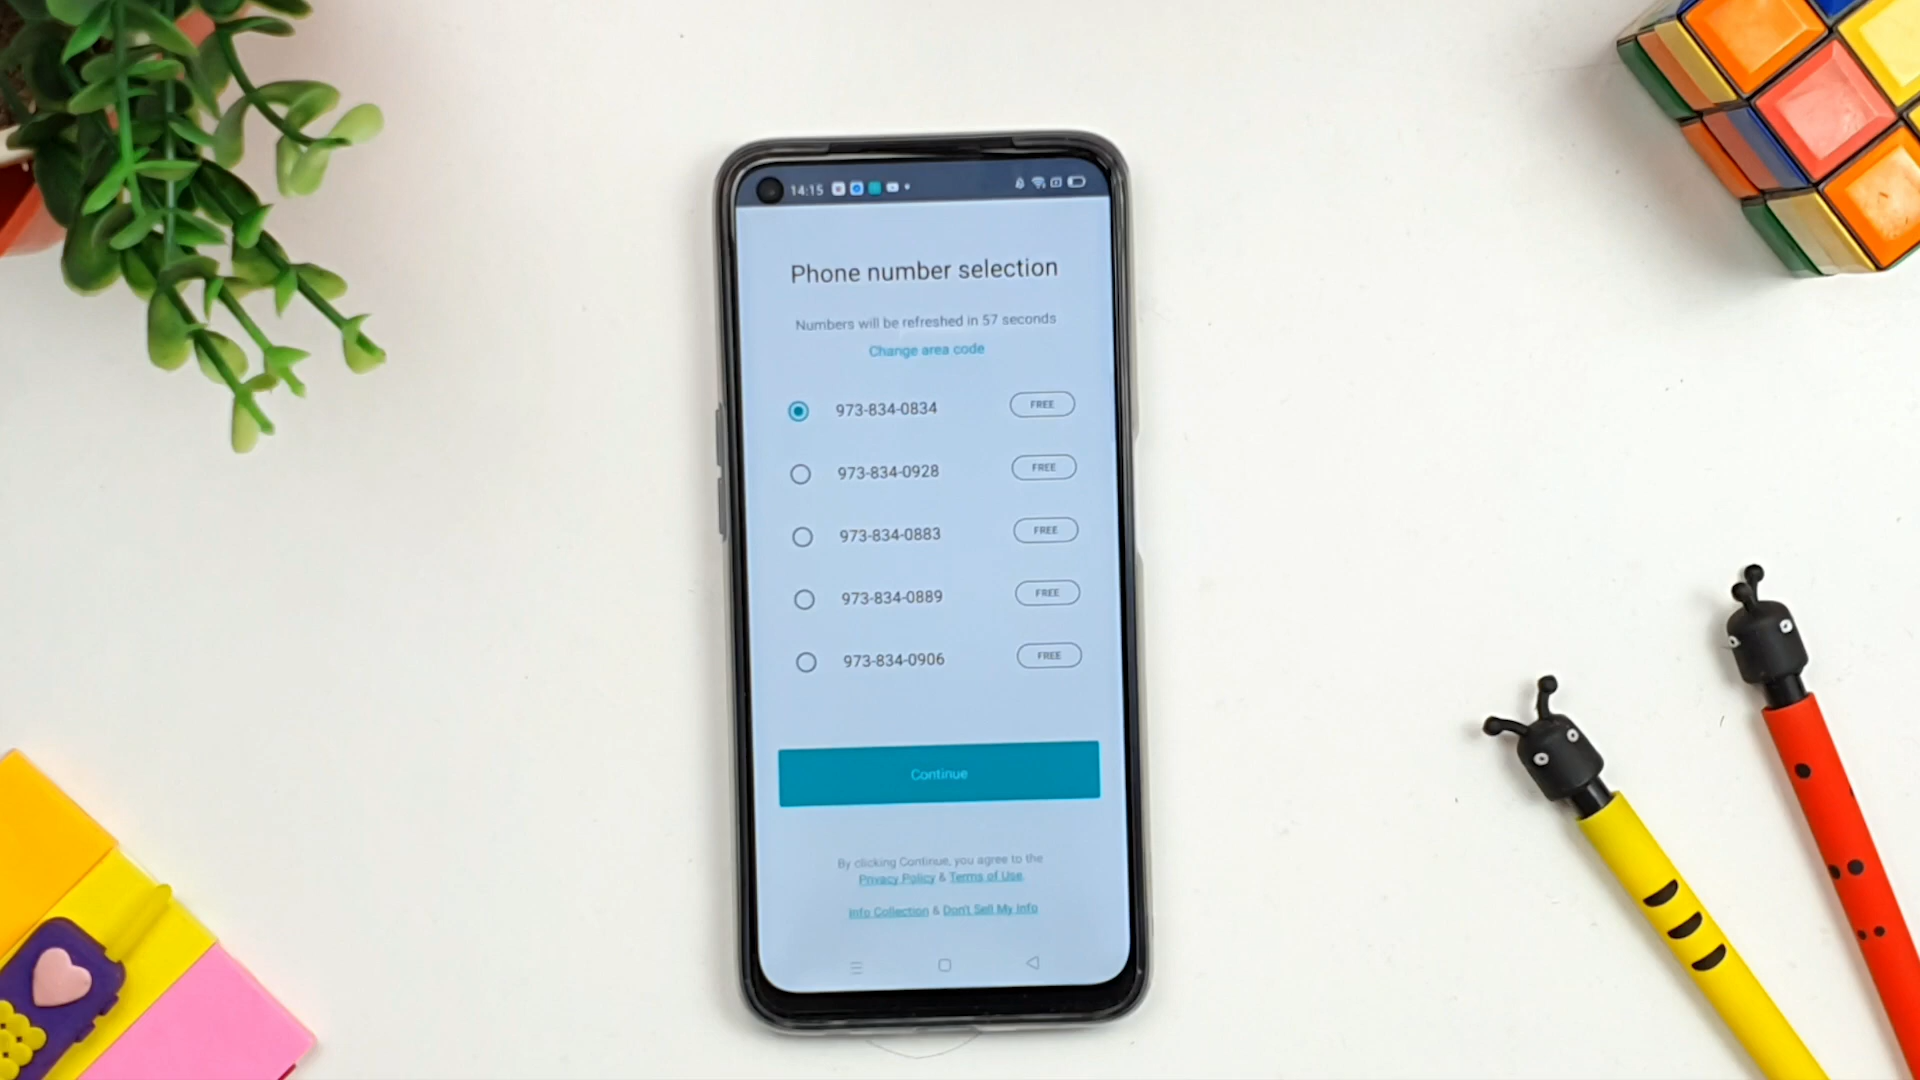 14:15
Phone number selection
Numbers will be refreshed in 57 seconds
Change area code
973-834-0834 FREE
973-834-0928 FREE
973-834-0883 FREE
973-834-0889 FREE
973-834-0906 FREE
Continue
By clicking Continue, you agree to the
Privacy Policy & Terms of Use
Info Collection & Don't Sell My Info